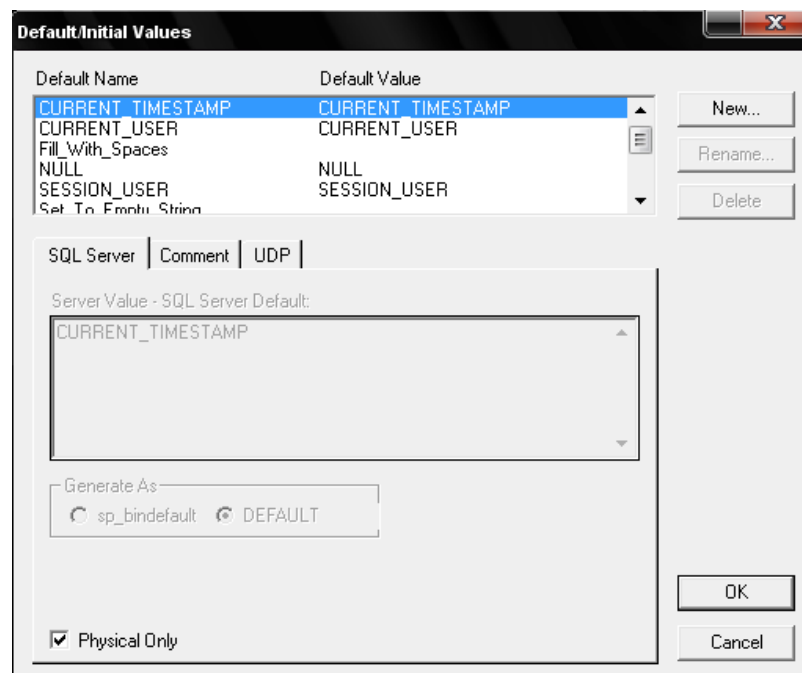 Default/Initial Values
Default Name Default Value
CURRENT_TIMESTAMP CURRENT_TIMESTAMP
CURRENT_USER CURRENT_USER
Fill_With_Spaces
NULL NULL
SESSION_USER SESSION_USER
Set_To_Empty_String
New...
Rename...
Delete
SQL Server Comment UDP
Server Value - SQL Server Default:
CURRENT_TIMESTAMP
Generate As
sp_bindefault DEFAULT
Physical Only
OK
Cancel